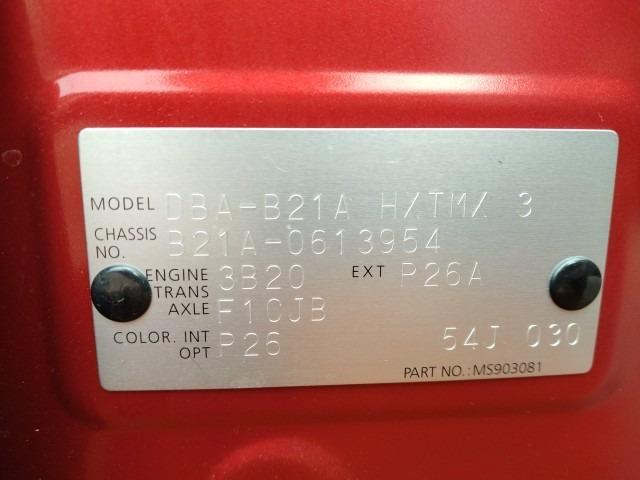 MODEL DBA-B21A HXTMX 3
CHASSIS NO. B21A-0613954
ENGINE 3B20 EXT P26A
TRANS AXLE F1CJB
COLOR. INT OPT P26 54J 030
PART NO.: MS903081